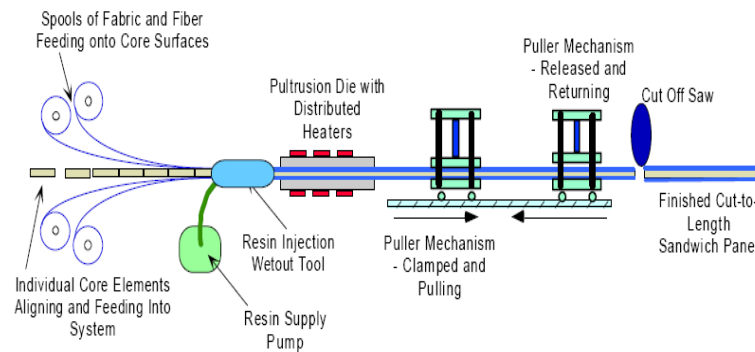 Spools of Fabric and Fiber
Feeding onto Core Surfaces
Pultrusion Die with
Distributed
Heaters
Puller Mechanism
- Released and
Returning
Cut Off Saw
Individual Core Elements
Aligning and Feeding Into
System
Resin Injection
Wetout Tool
Resin Supply
Pump
Puller Mechanism
- Clamped and
Pulling
Finished Cut-to-
Length
Sandwich Pane